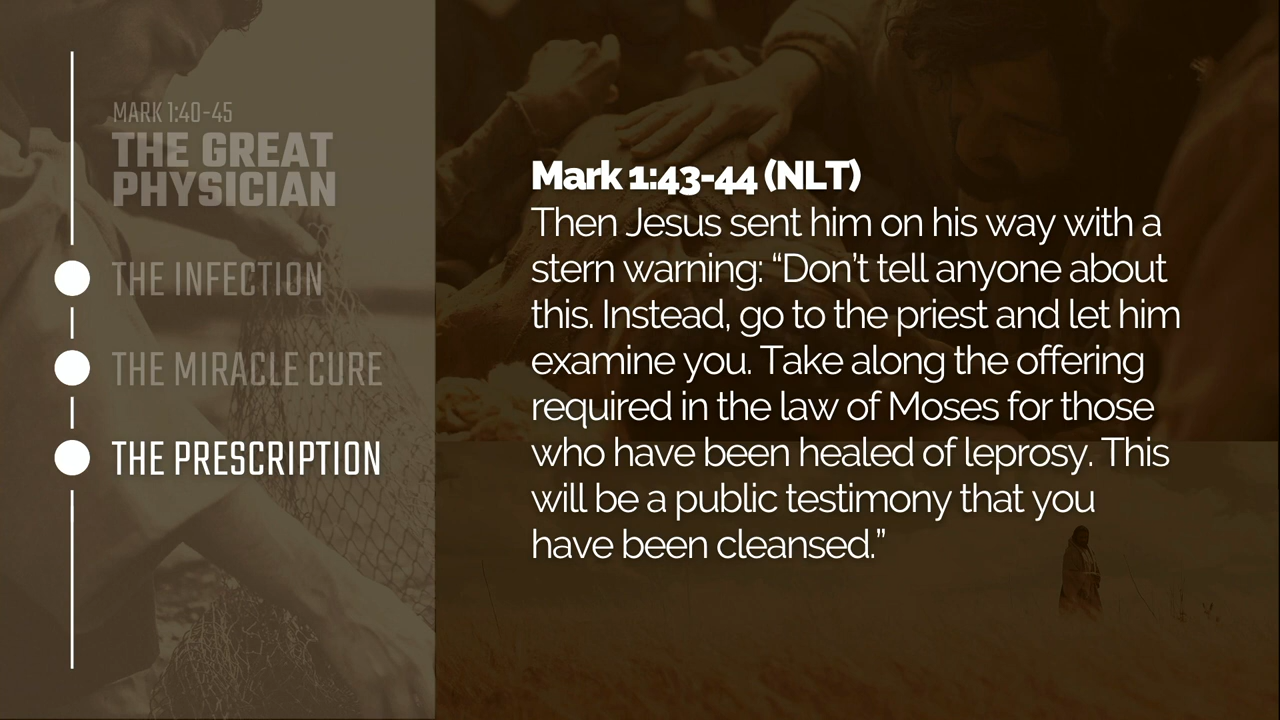 MARK 1:40-45
THE GREAT
PHYSICIAN
THE INFECTION
THE MIRACLE CURE
THE PRESCRIPTION
Mark 1:43-44 (NLT)
Then Jesus sent him on his way with a
stern warning: “Don’t tell anyone about
this. Instead, go to the priest and let him
examine you. Take along the offering
required in the law of Moses for those
who have been healed of leprosy. This
will be a public testimony that you
have been cleansed.”